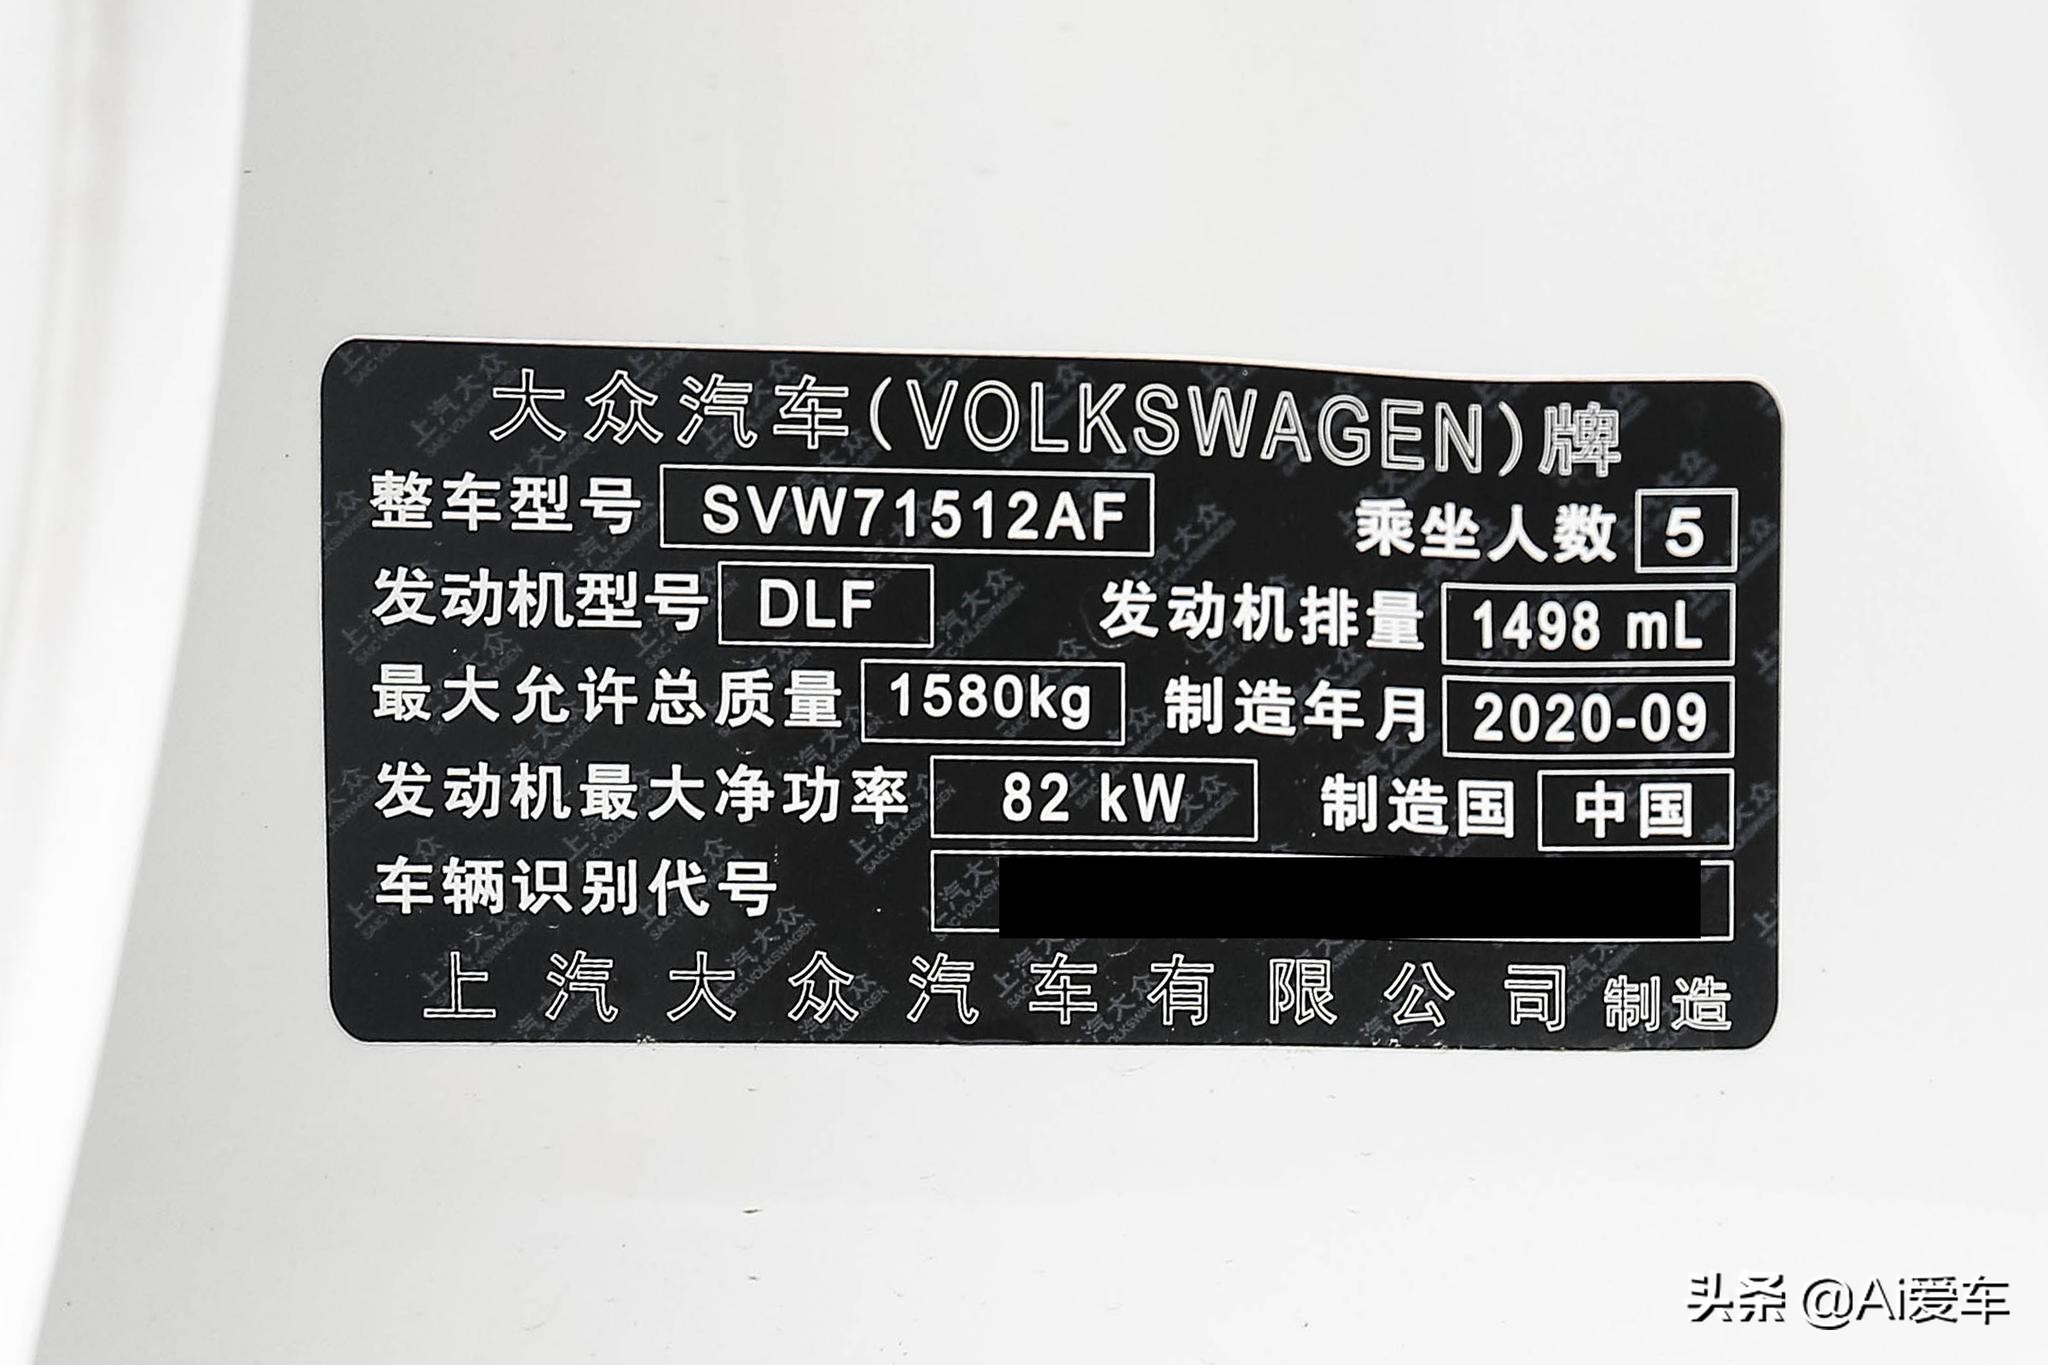 大众汽车(VOLKSWAGEN)牌
整车型号 SVW71512AF 乘坐人数 5
发动机型号 DLF 发动机排量 1498 mL
最大允许总质量 1580kg 制造年月 2020-09
发动机最大净功率 82 kW 制造国 中国
车辆识别代号
上汽大众汽车有限公司制造
头条 @Ai爱车